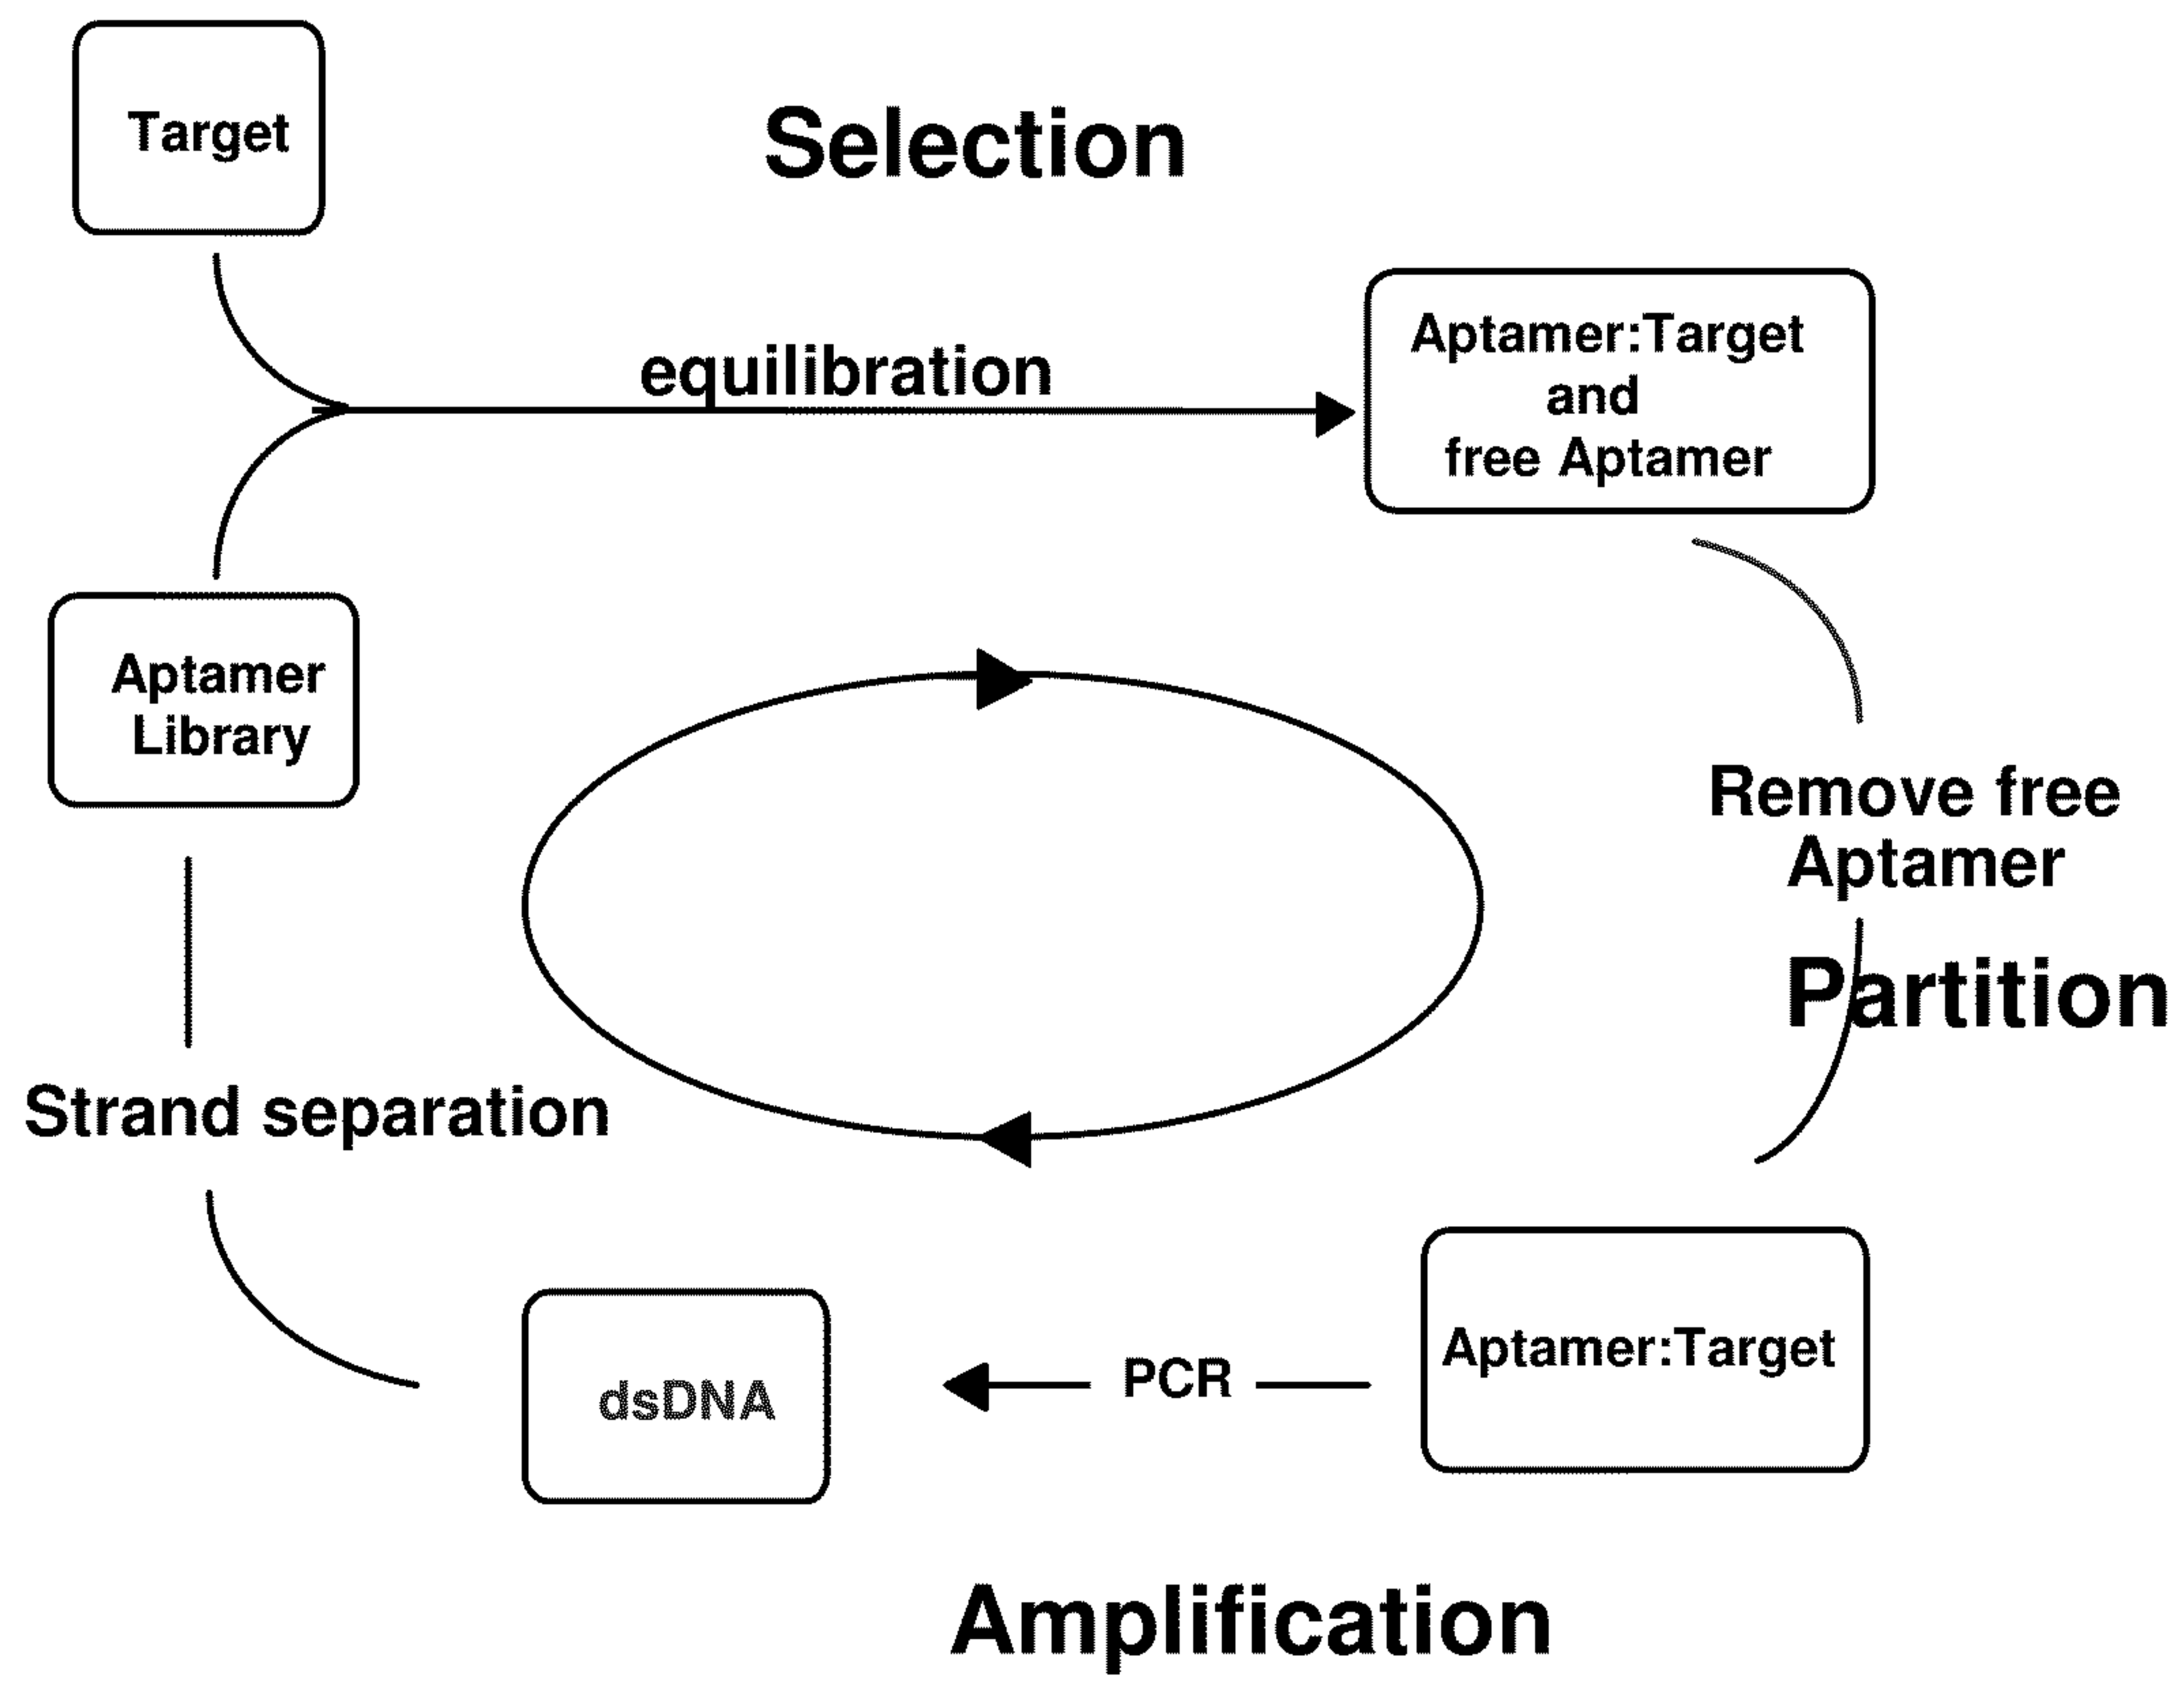 Target
Selection
equilibration
Aptamer:Target
and
free Aptamer
Aptamer
Library
Remove free
Aptamer
Partition
Strand separation
Aptamer:Target
PCR
dsDNA
Amplification